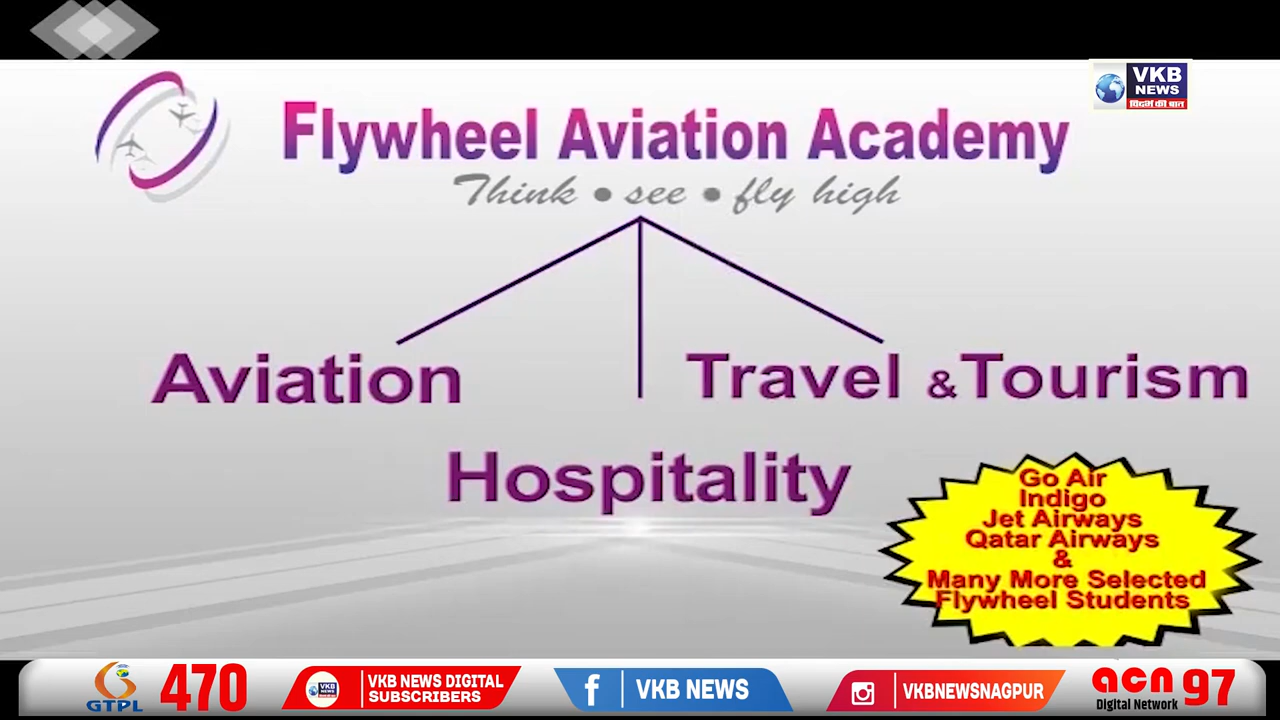 VKB
NEWS
विदर्भ की बात
Flywheel Aviation Academy
Think • see • fly high
Aviation
Travel & Tourism
Hospitality
Go Air
Indigo
Jet Airways
Qatar Airways
&
Many More Selected
Flywheel Students
GTPL
470
VKB
NEWS
VKB NEWS DIGITAL
SUBSCRIBERS
f
VKB NEWS
VKBNEWSNAGPUR
acn 97
Digital Network